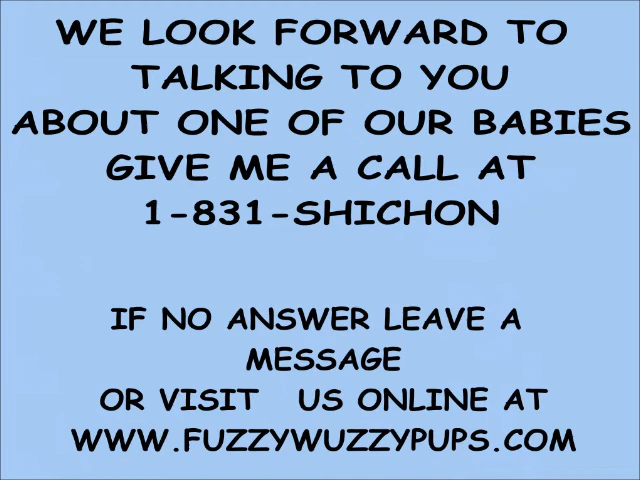 WE LOOK FORWARD TO
TALKING TO YOU
ABOUT ONE OF OUR BABIES
GIVE ME A CALL AT
1-831-SHICHON
IF NO ANSWER LEAVE A
MESSAGE
OR VISIT US ONLINE AT
WWW.FUZZYWUZZYPUPS.COM